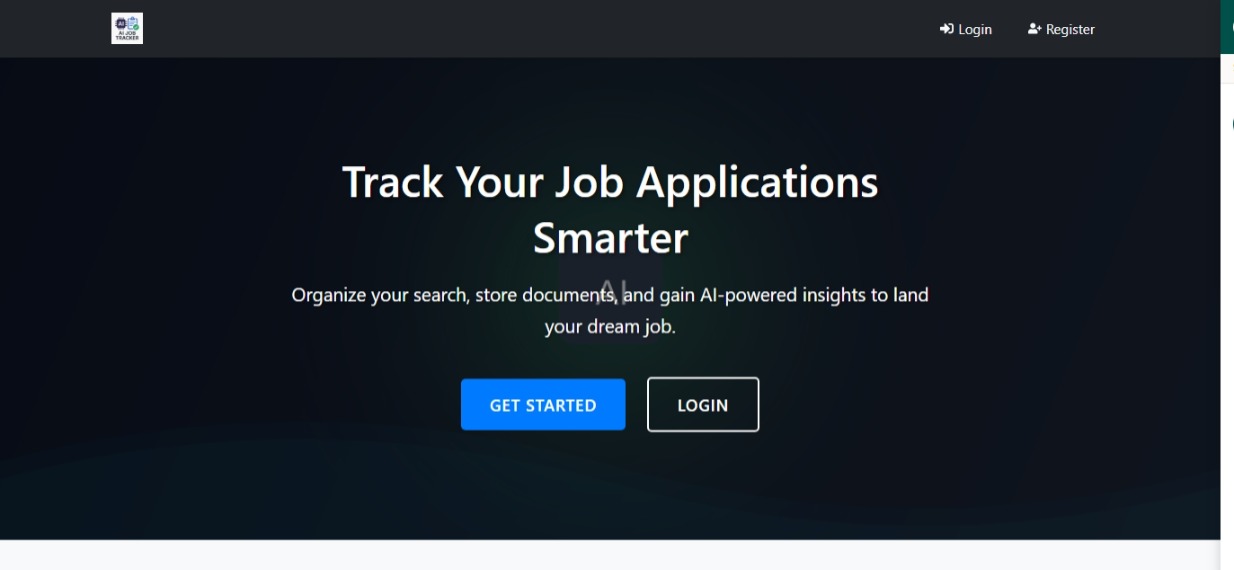 AI
AI JOB
TRACKER
Login
Register
Track Your Job Applications
Smarter
AI
Organize your search, store documents, and gain AI-powered insights to land
your dream job.
GET STARTED
LOGIN